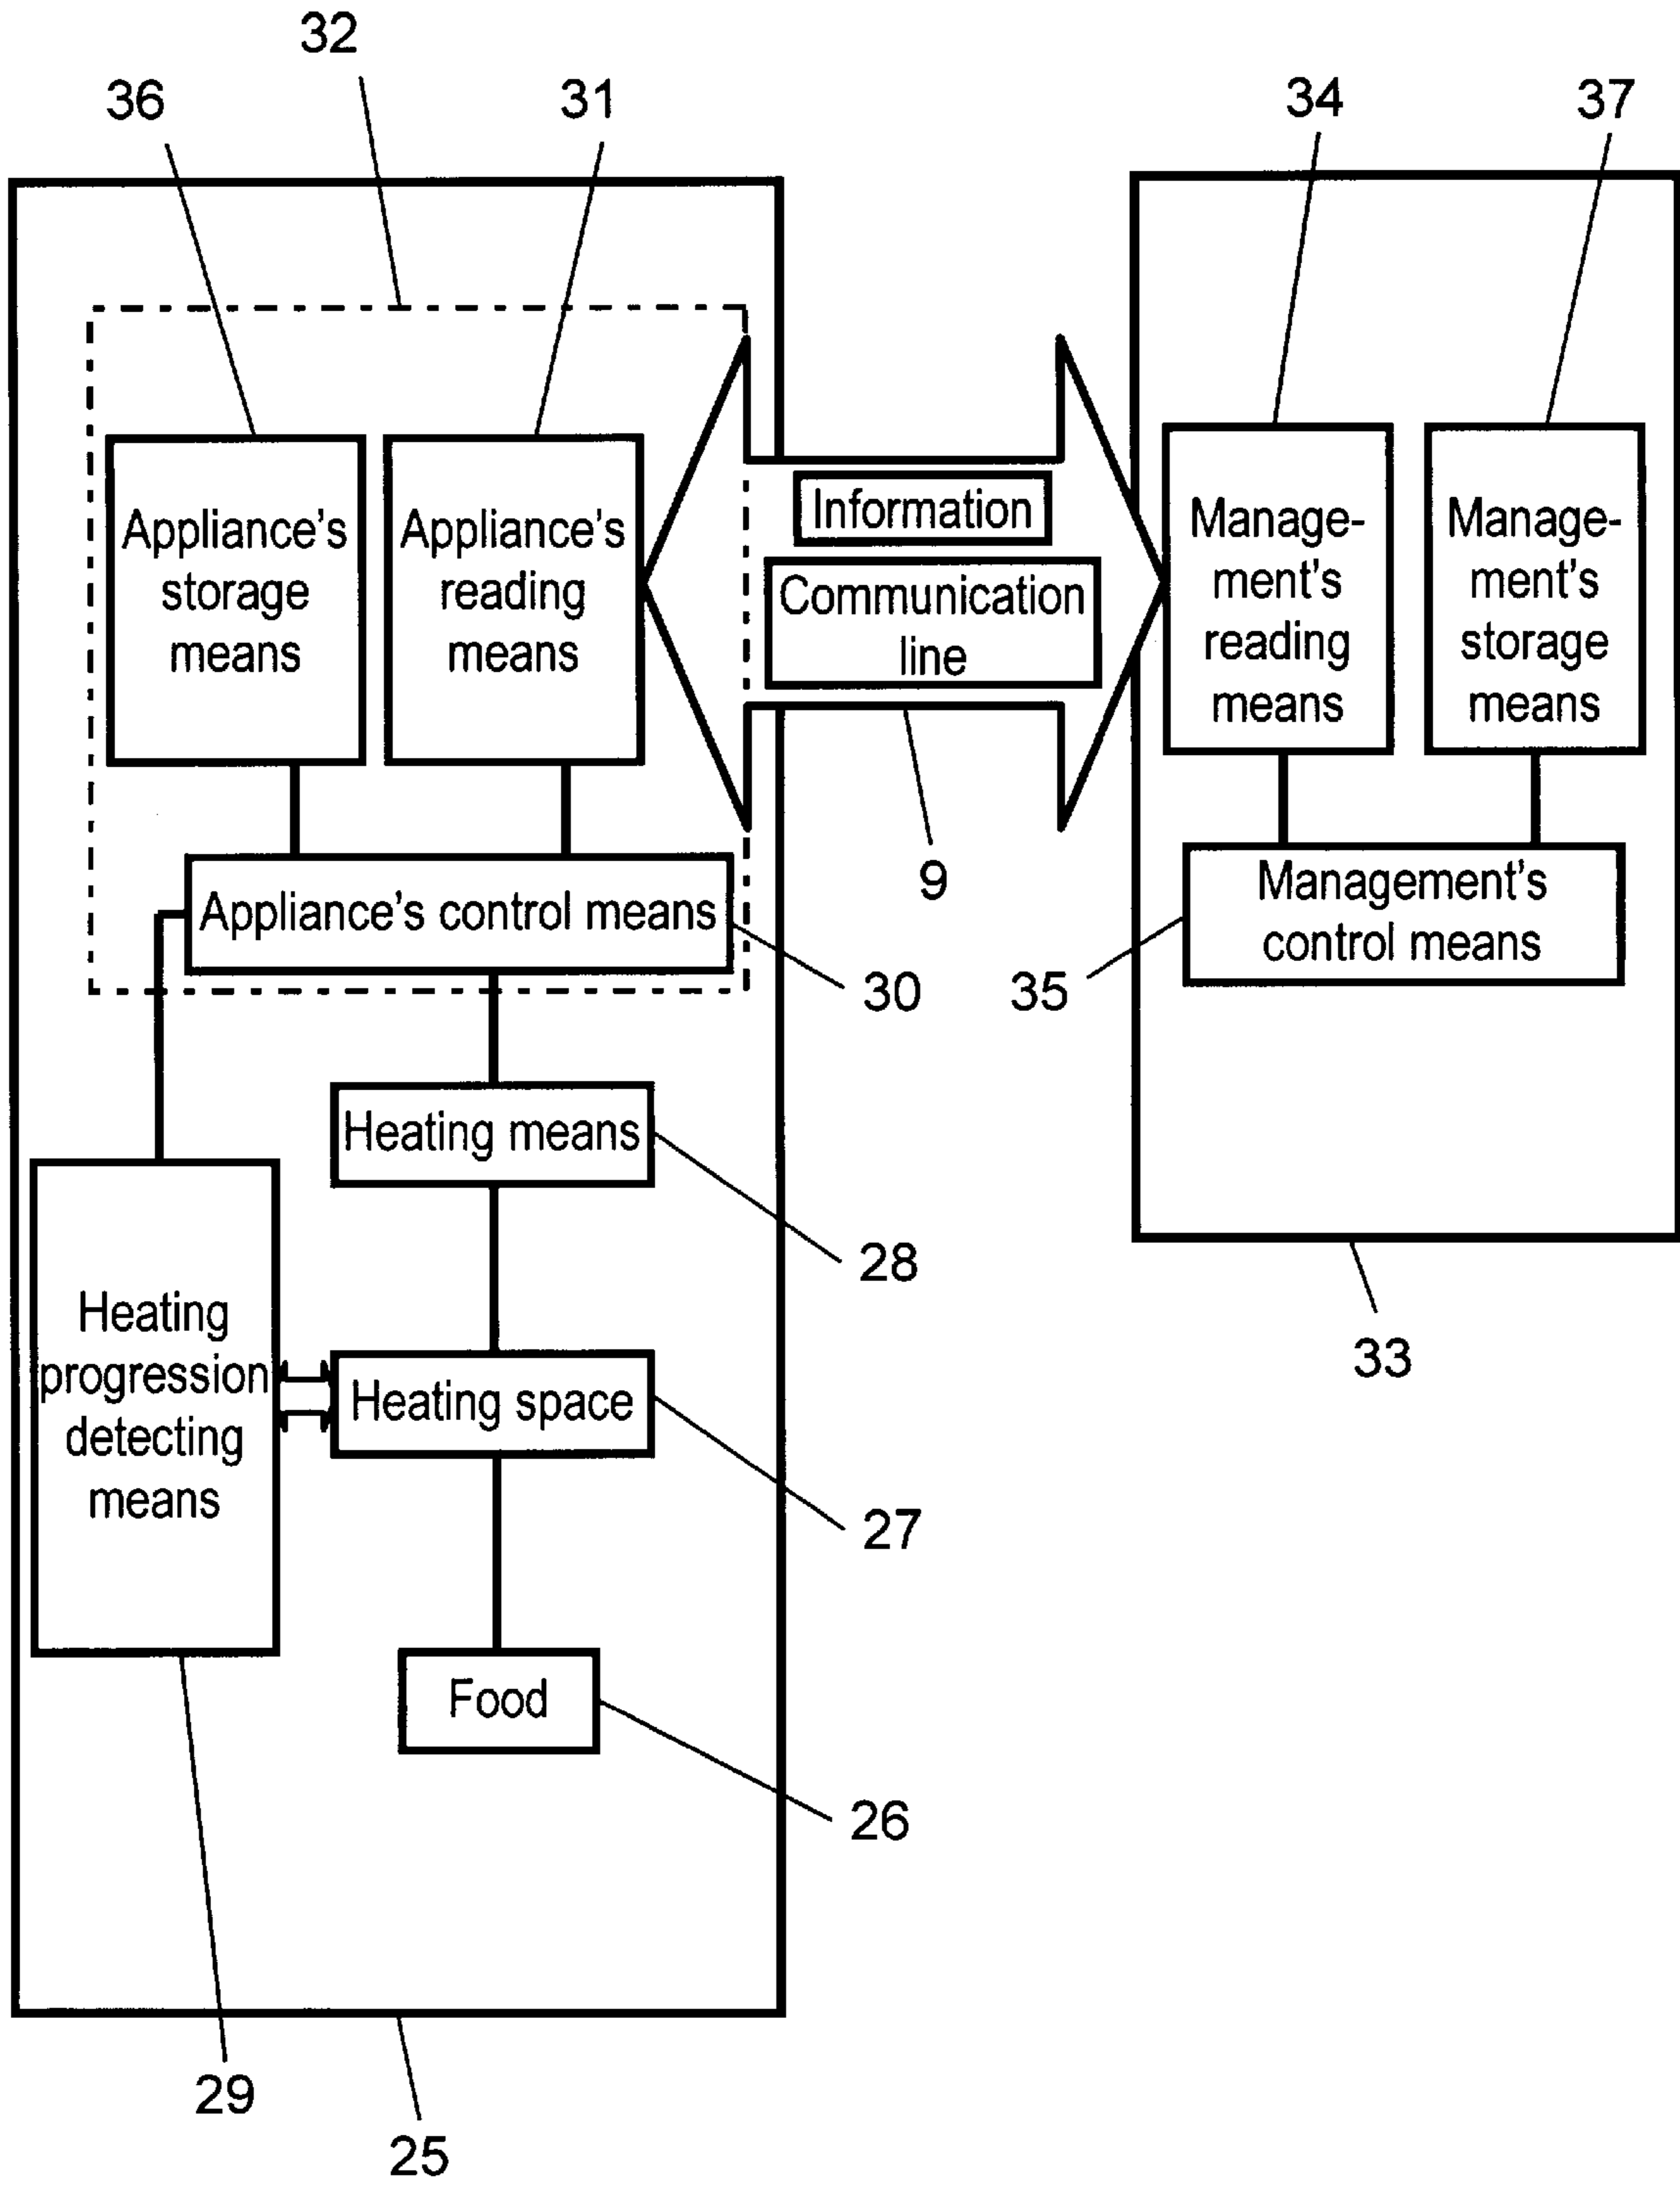 32
36
31
34
37
Appliance's
storage
means
Appliance's
reading
means
Information
Communication
line
Manage-
ment's
reading
means
Manage-
ment's
storage
means
9
Appliance's control means
30
Management's
control means
35
Heating means
28
33
Heating
progression
detecting
means
Heating space
27
Food
26
29
25